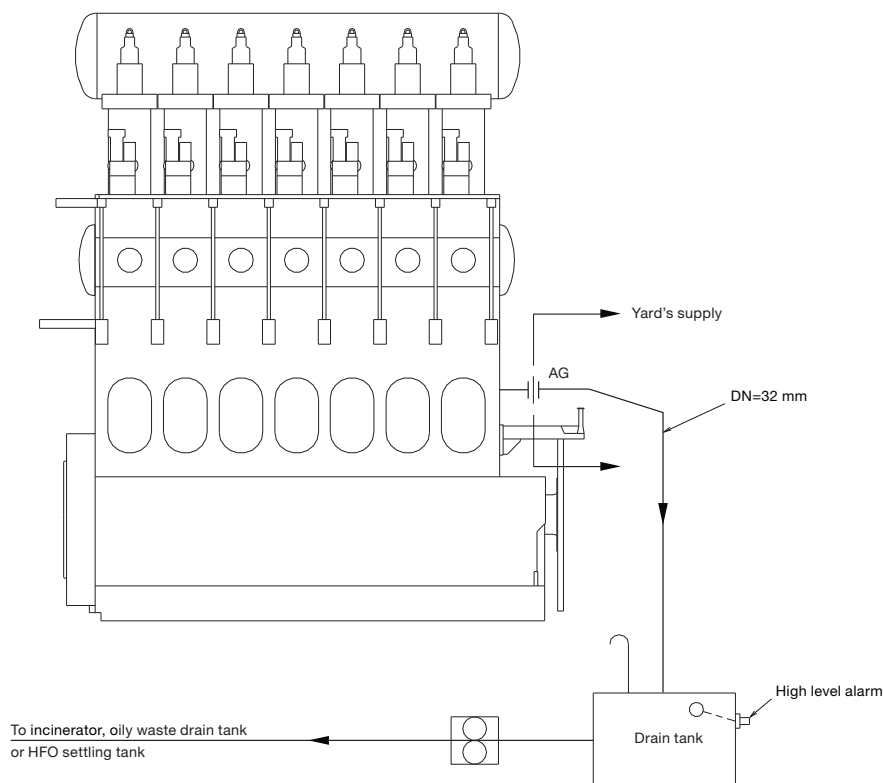 Yard's supply
AG
DN=32 mm
High level alarm
To incinerator, oily waste drain tank
or HFO settling tank
Drain tank